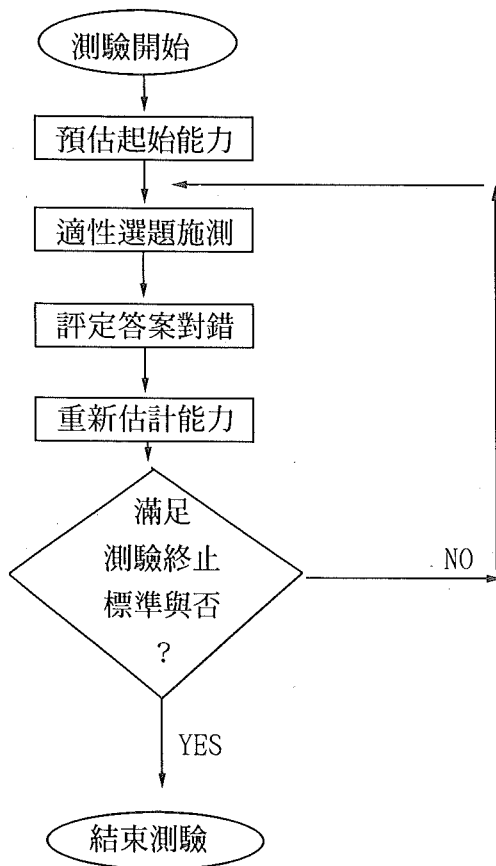 測驗開始
預估起始能力
適性選題施測
評定答案對錯
重新估計能力
滿足
測驗終止
標準與否
？
NO
YES
結束測驗